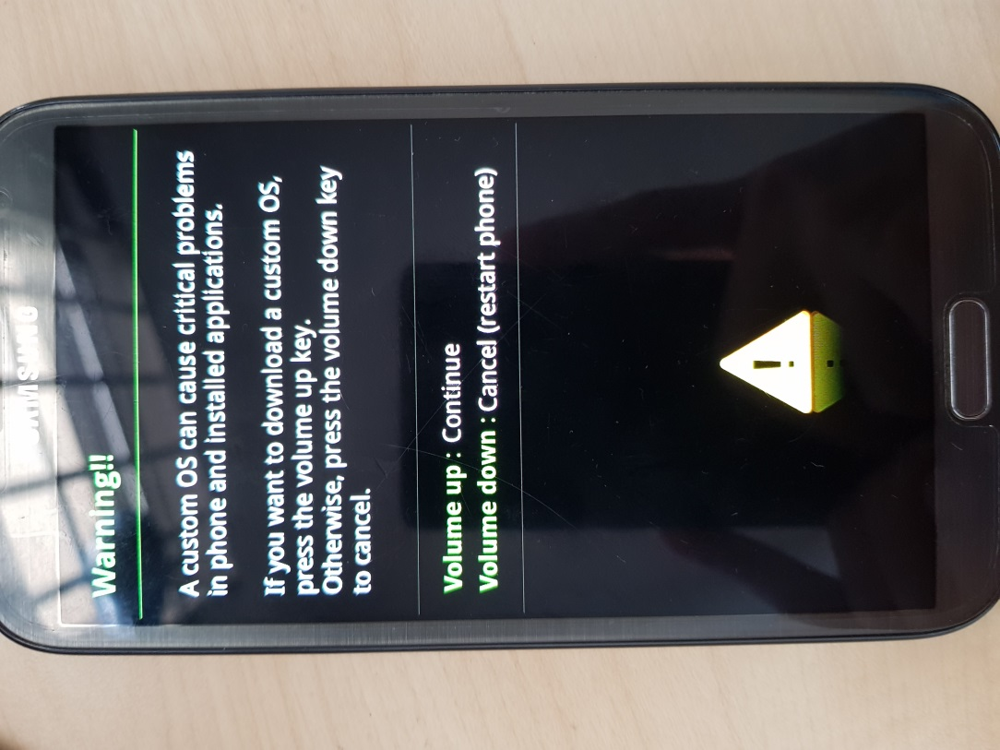 SAMSUNG
Warning!!
A custom OS can cause critical problems
in phone and installed applications.
If you want to download a custom OS,
press the volume up key.
Otherwise, press the volume down key
to cancel.
Volume up : Continue
Volume down : Cancel (restart phone)
!